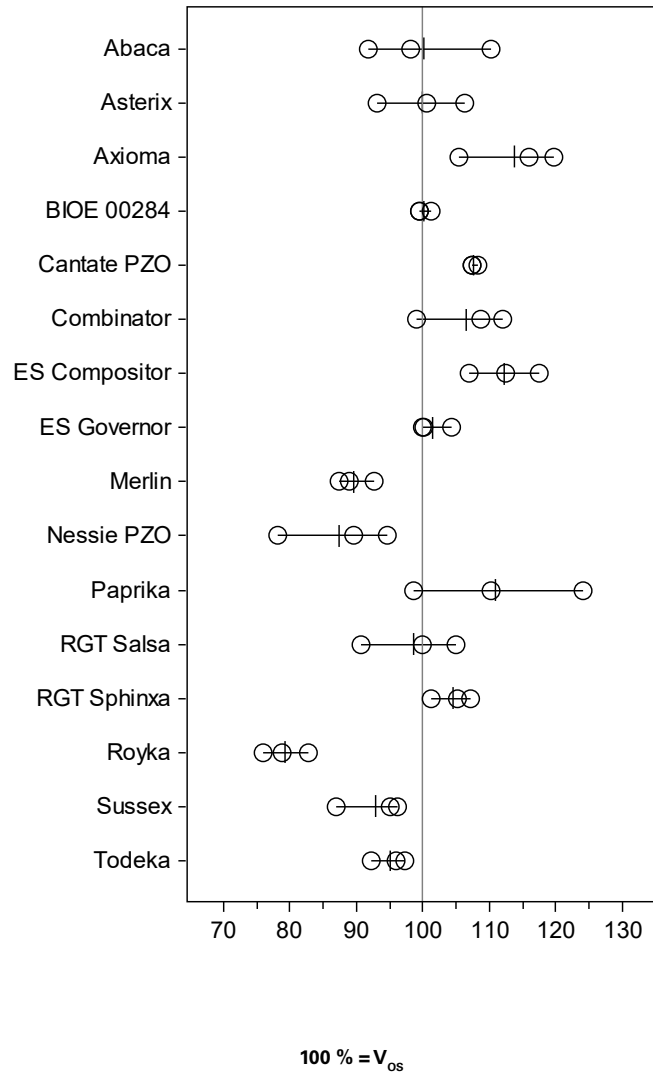 Abaca
Asterix
Axioma
BIOE 00284
Cantate PZO
Combinator
ES Compositor
ES Governor
Merlin
Nessie PZO
Paprika
RGT Salsa
RGT Sphinxa
Royka
Sussex
Todeka
70 80 90 100 110 120 130
100 % = Vos